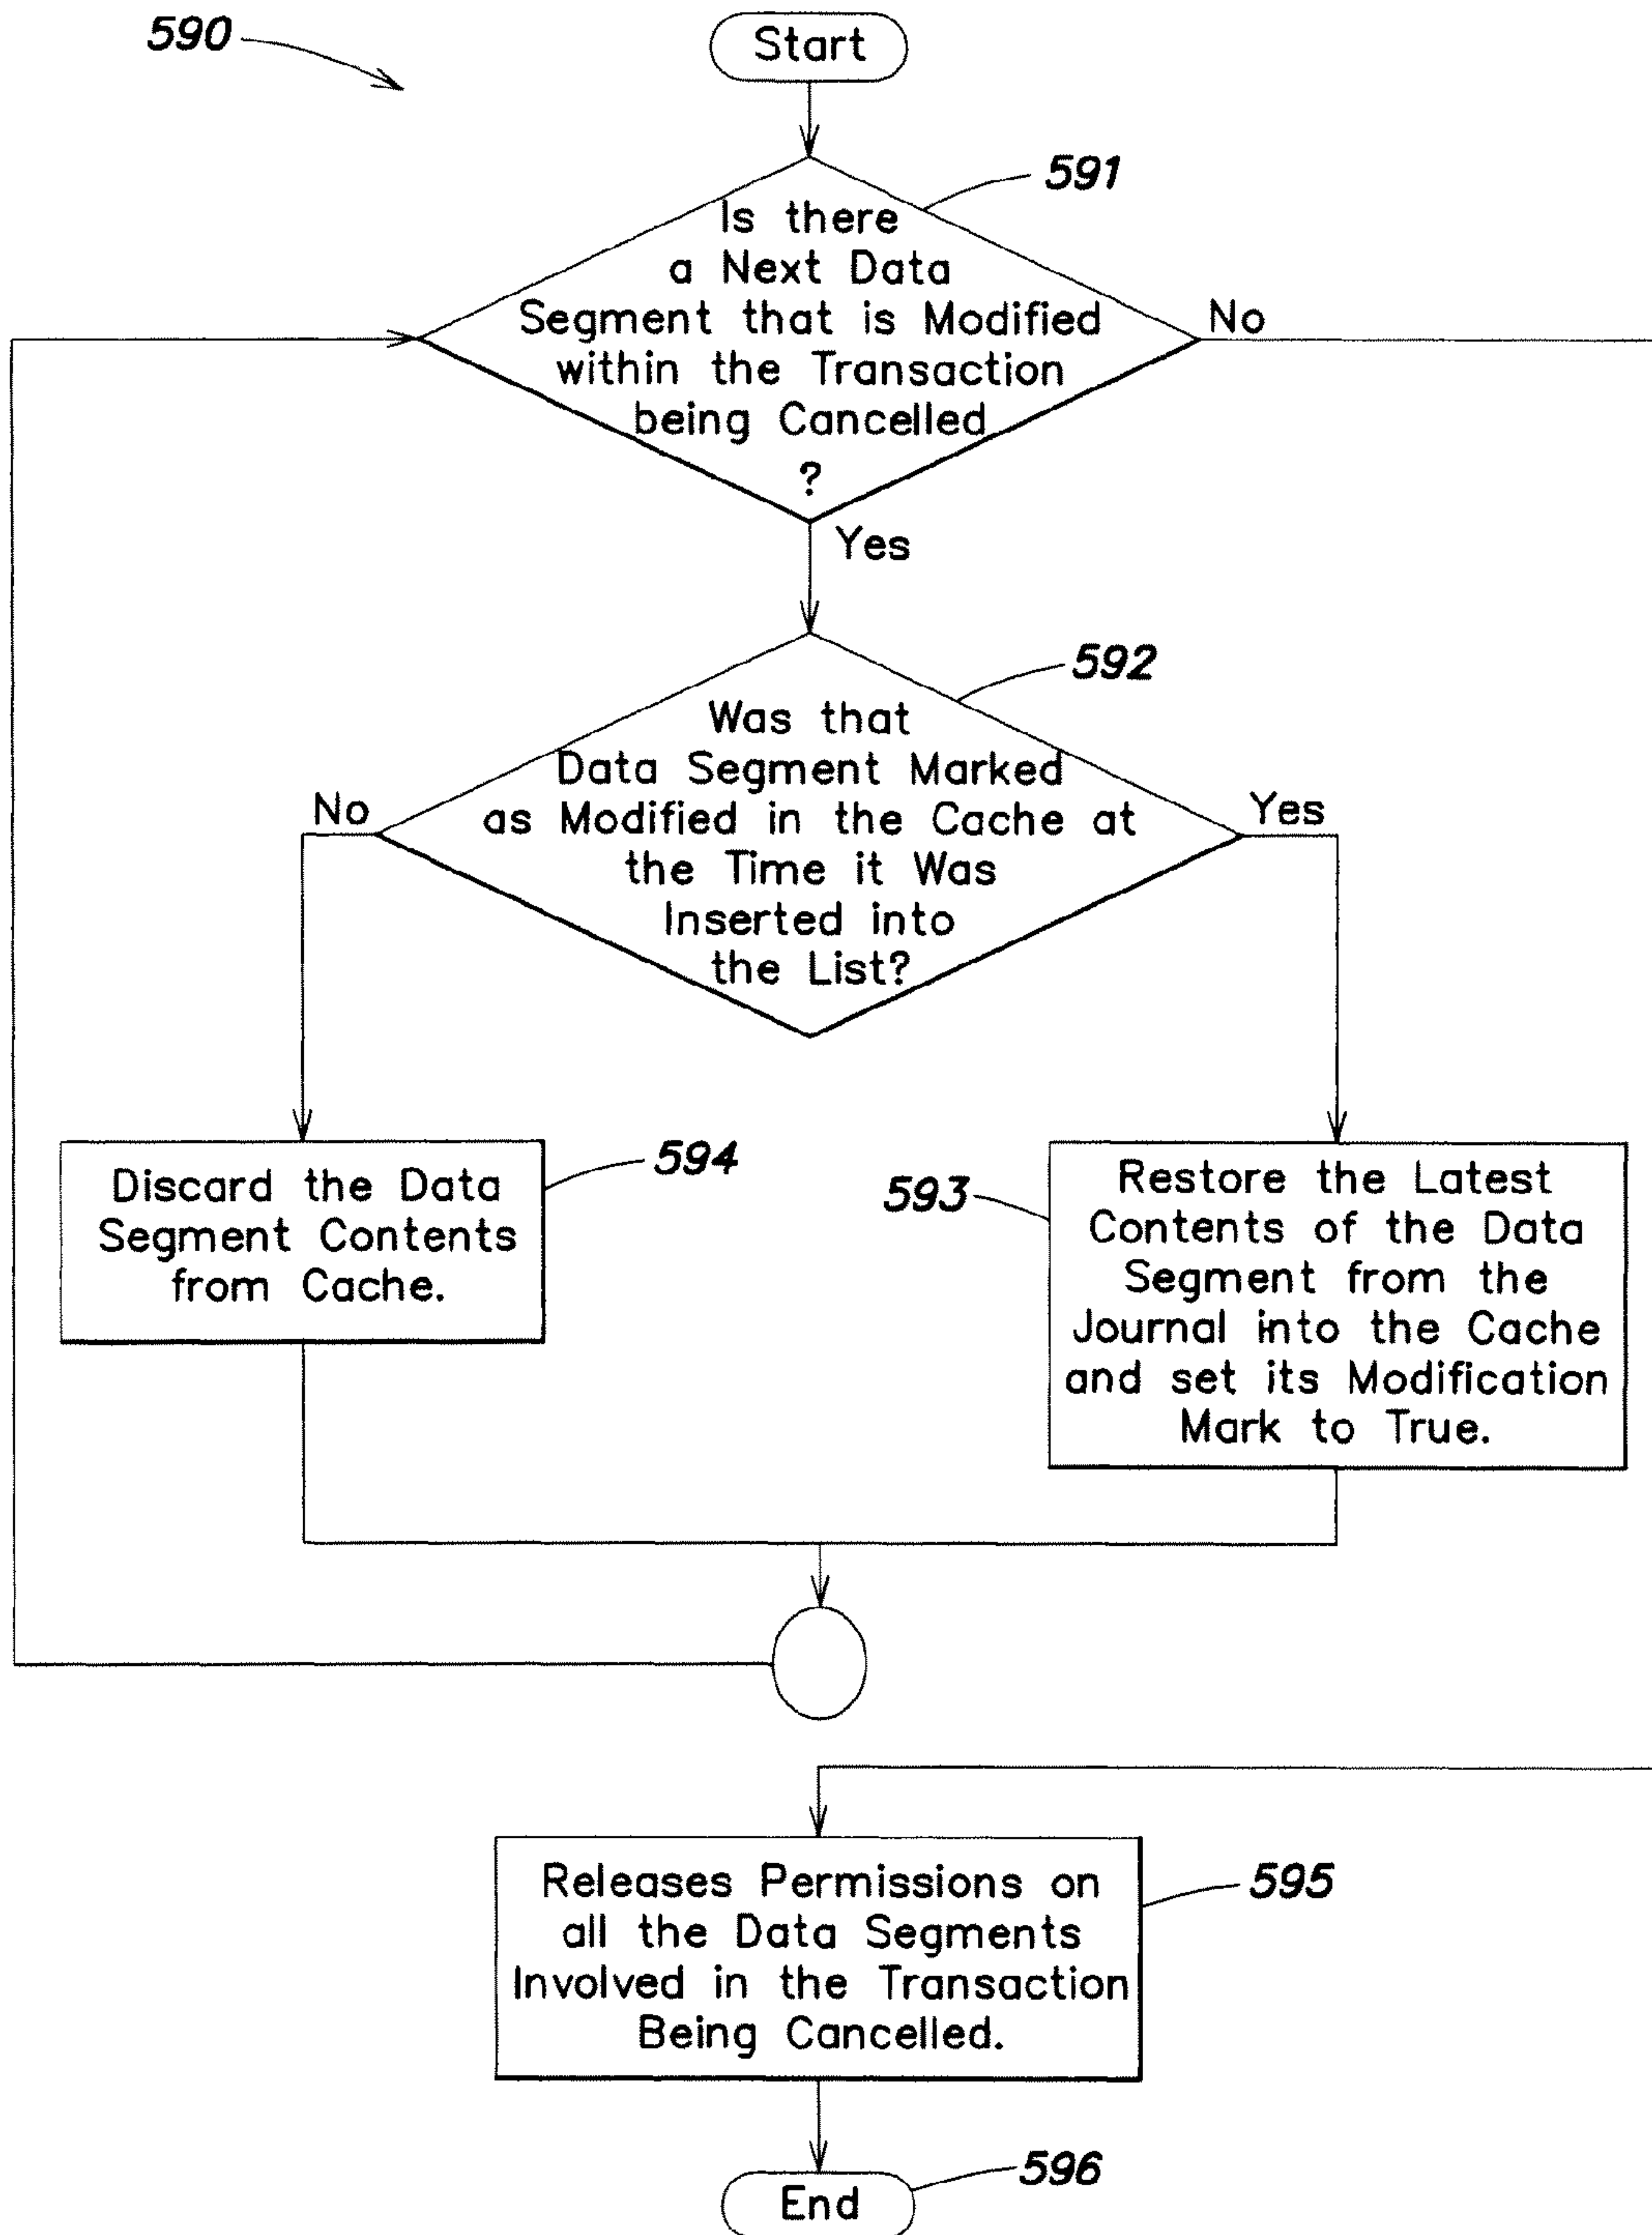 590
Start
591
Is there
a Next Data
Segment that is Modified
within the Transaction
being Cancelled
?
No
Yes
592
Was that
Data Segment Marked
as Modified in the Cache at
the Time it Was
Inserted into
the List?
No
Yes
594
Discard the Data
Segment Contents
from Cache.
593
Restore the Latest
Contents of the Data
Segment from the
Journal into the Cache
and set its Modification
Mark to True.
Releases Permissions on
all the Data Segments
Involved in the Transaction
Being Cancelled.
595
End
596